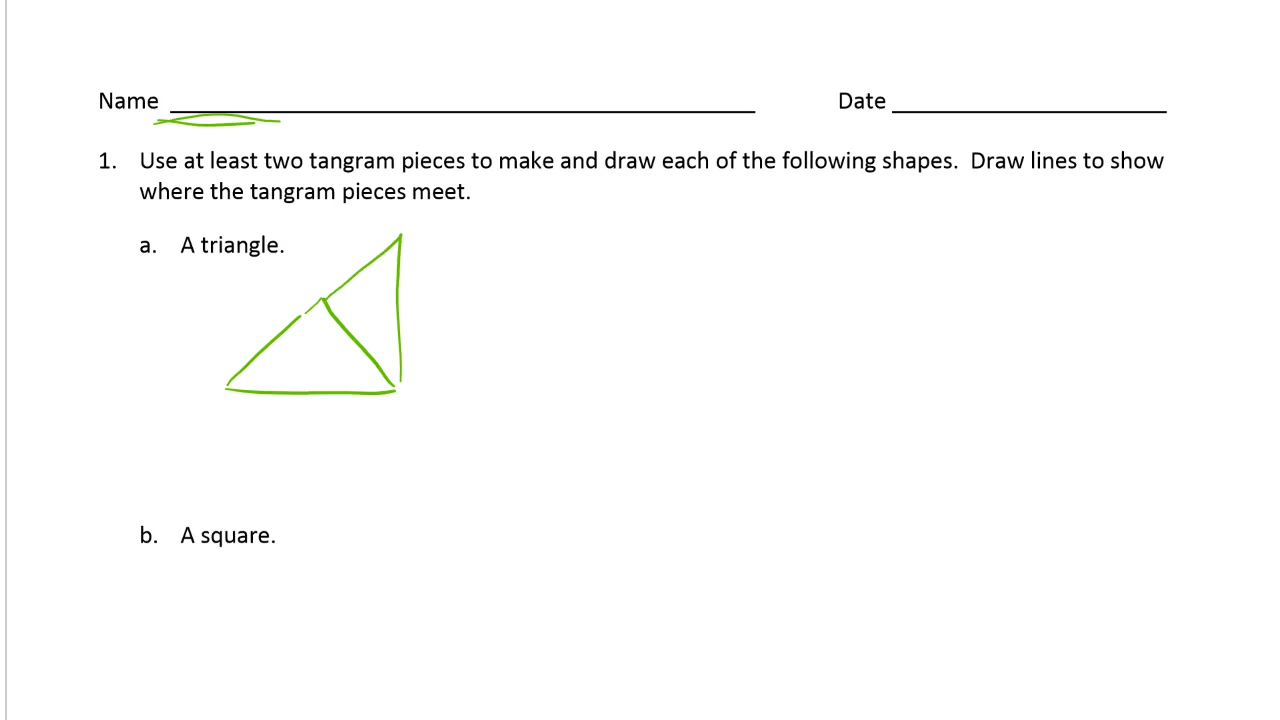 Name Date
1. Use at least two tangram pieces to make and draw each of the following shapes. Draw lines to show
where the tangram pieces meet.
a. A triangle.
b. A square.